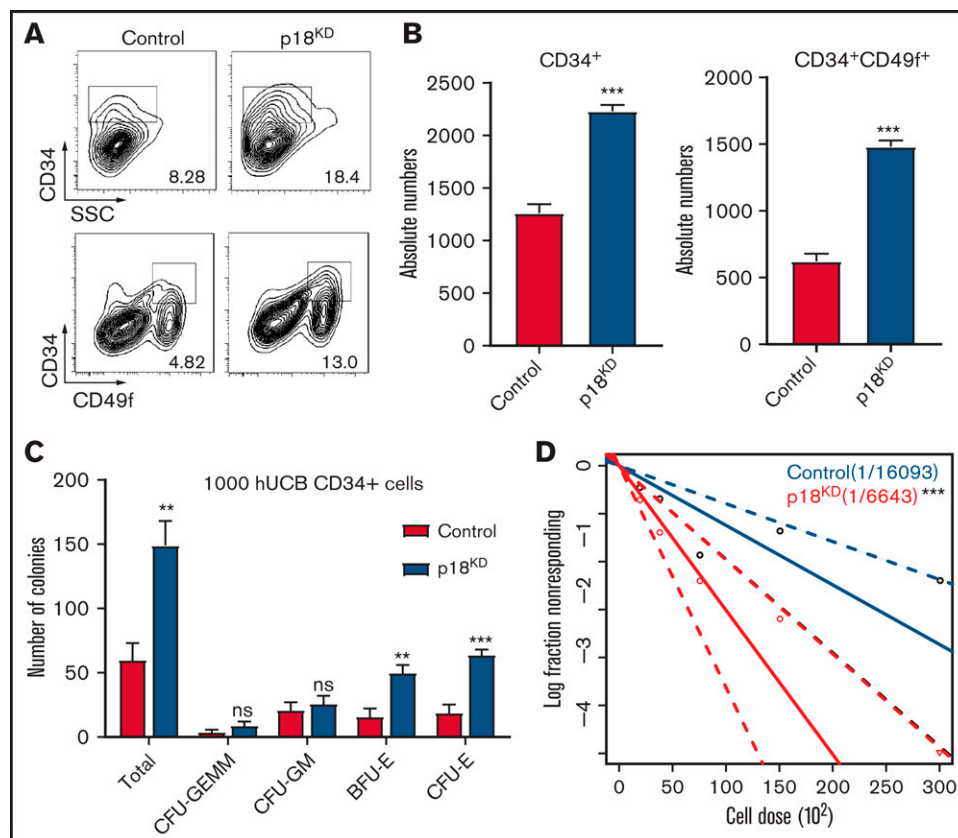 A
Control
p18KD
CD34
8.28
18.4
SSC
CD34
4.82
13.0
CD49f
B
CD34+
Absolute numbers
2500
2000
1500
1000
500
0
***
Control
p18KD
CD34+CD49f+
Absolute numbers
2000
1500
1000
500
0
***
Control
p18KD
C
1000 hUCB CD34+ cells
Number of colonies
200
150
100
50
0
Control
p18KD
**
ns
ns
**
***
Total
CFU-GEMM
CFU-GM
BFU-E
CFU-E
D
Control(1/16093)
p18KD(1/6643)***
Log fraction nonresponding
0
−1
−2
−3
−4
0 50 100 150 200 250 300
Cell dose (10²)